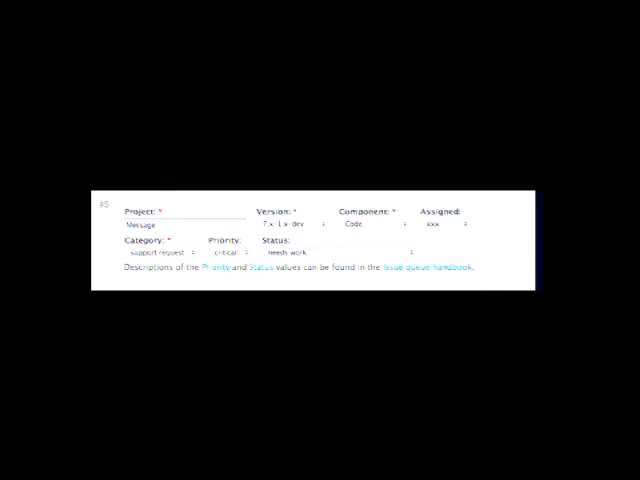 #5
Project: * Version: * Component: * Assigned:
Message 7.x-1.x-dev Code xxx
Category: * Priority: Status:
support request critical needs work
Descriptions of the Priority and Status values can be found in the Issue queue handbook.